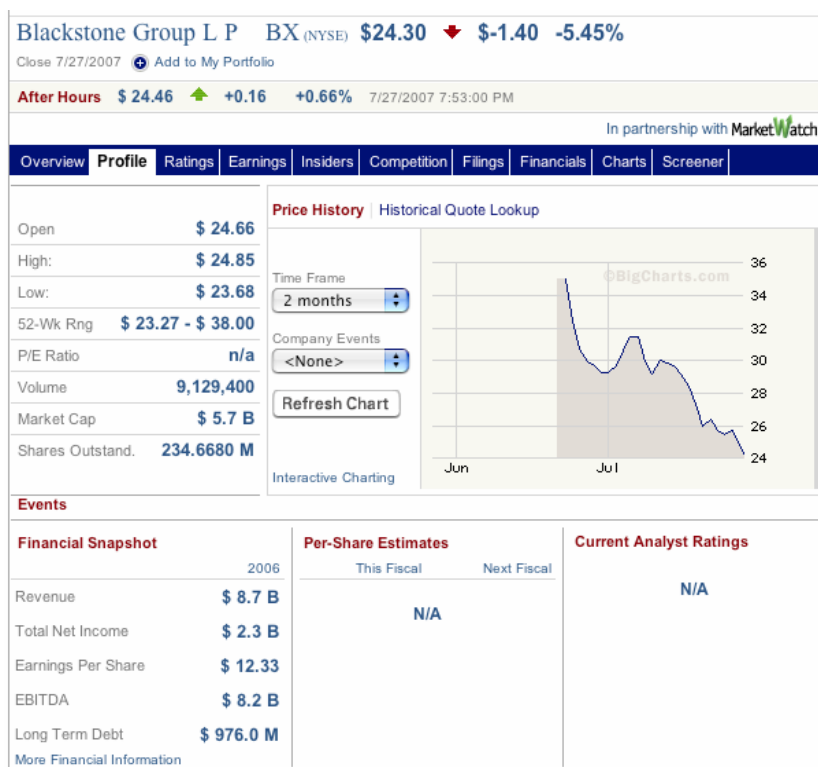 Blackstone Group L P BX (NYSE) $24.30 $-1.40 -5.45%
Close 7/27/2007 Add to My Portfolio
After Hours $ 24.46 +0.16 +0.66% 7/27/2007 7:53:00 PM
In partnership with MarketWatch
Overview Profile Ratings Earnings Insiders Competition Filings Financials Charts Screener
Price History Historical Quote Lookup
Open $ 24.66
High: $ 24.85
Low: $ 23.68
52-Wk Rng $ 23.27 - $ 38.00
P/E Ratio n/a
Volume 9,129,400
Market Cap $ 5.7 B
Shares Outstand. 234.6680 M
Time Frame
2 months
Company Events
<None>
Refresh Chart
Interactive Charting
©BigCharts.com
36
34
32
30
28
26
24
Jun Jul
Events
Financial Snapshot
2006
Revenue $ 8.7 B
Total Net Income $ 2.3 B
Earnings Per Share $ 12.33
EBITDA $ 8.2 B
Long Term Debt $ 976.0 M
More Financial Information
Per-Share Estimates
This Fiscal Next Fiscal
N/A
Current Analyst Ratings
N/A